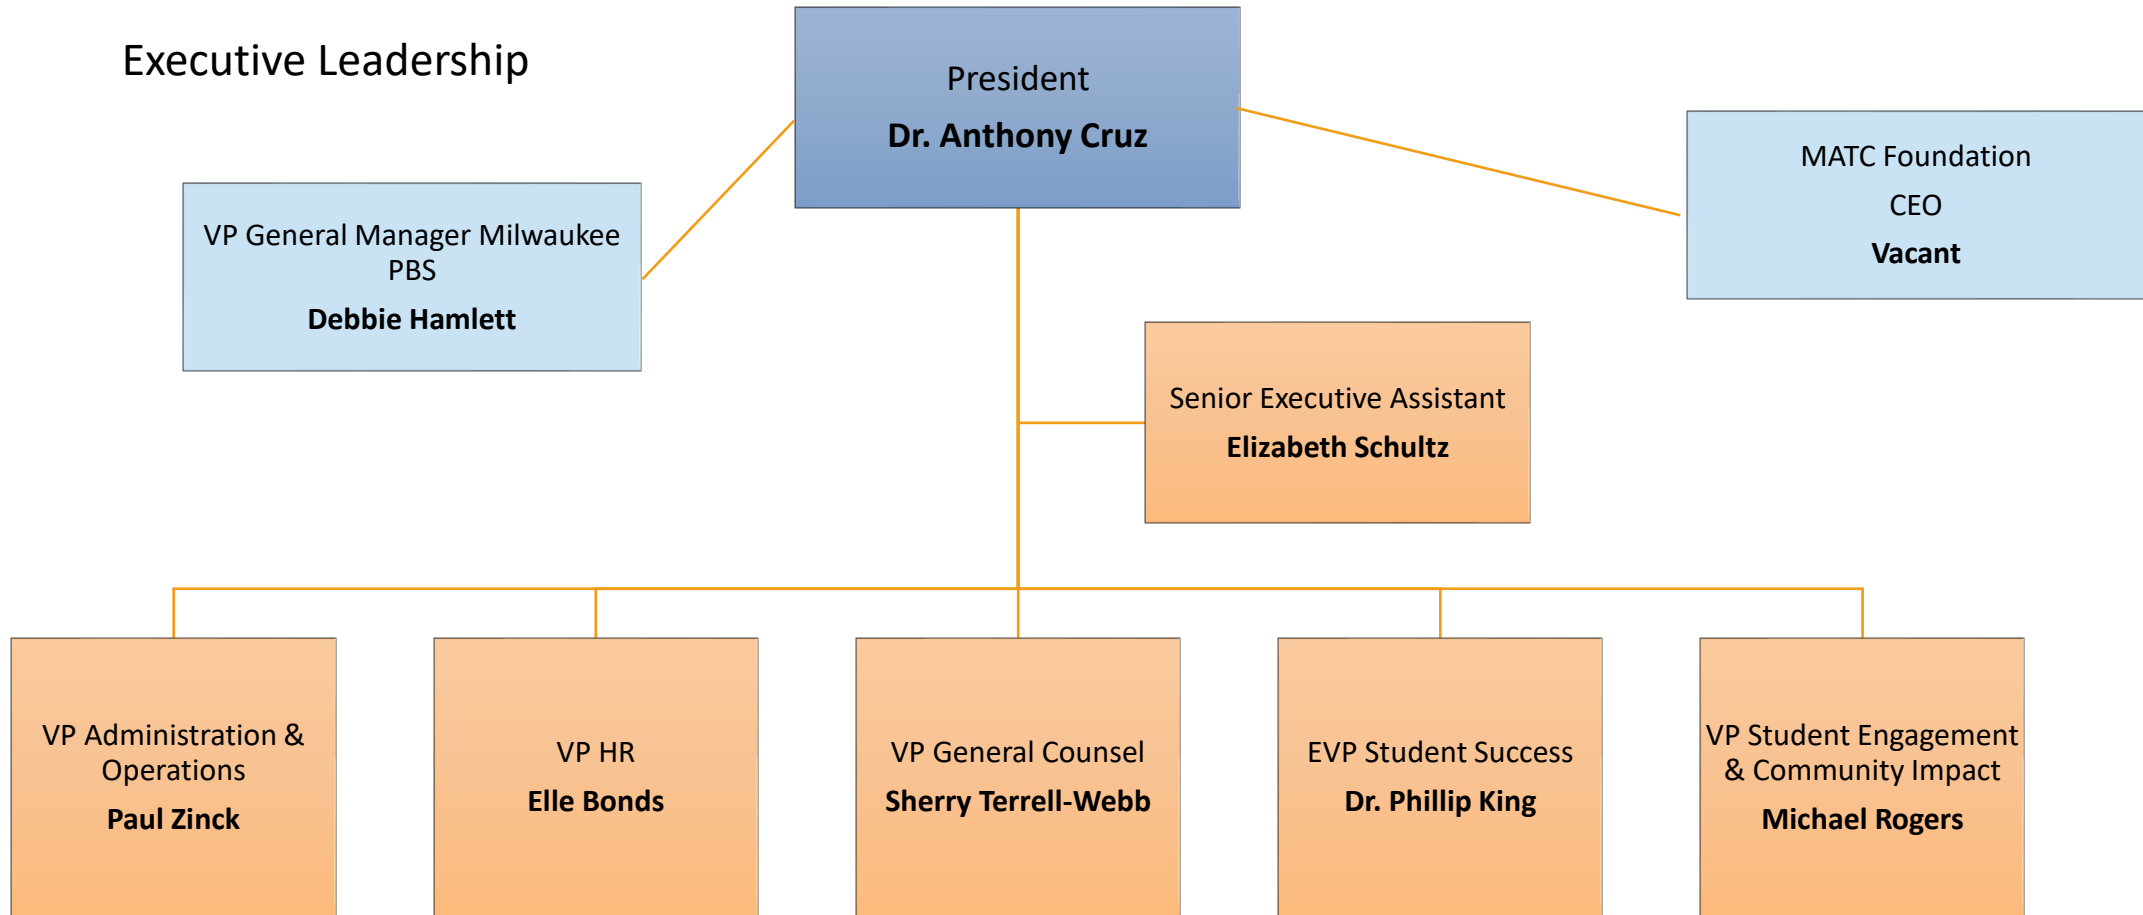 Executive Leadership
President
Dr. Anthony Cruz
VP General Manager Milwaukee
PBS
Debbie Hamlett
MATC Foundation
CEO
Vacant
Senior Executive Assistant
Elizabeth Schultz
VP Administration &
Operations
Paul Zinck
VP HR
Elle Bonds
VP General Counsel
Sherry Terrell-Webb
EVP Student Success
Dr. Phillip King
VP Student Engagement
& Community Impact
Michael Rogers